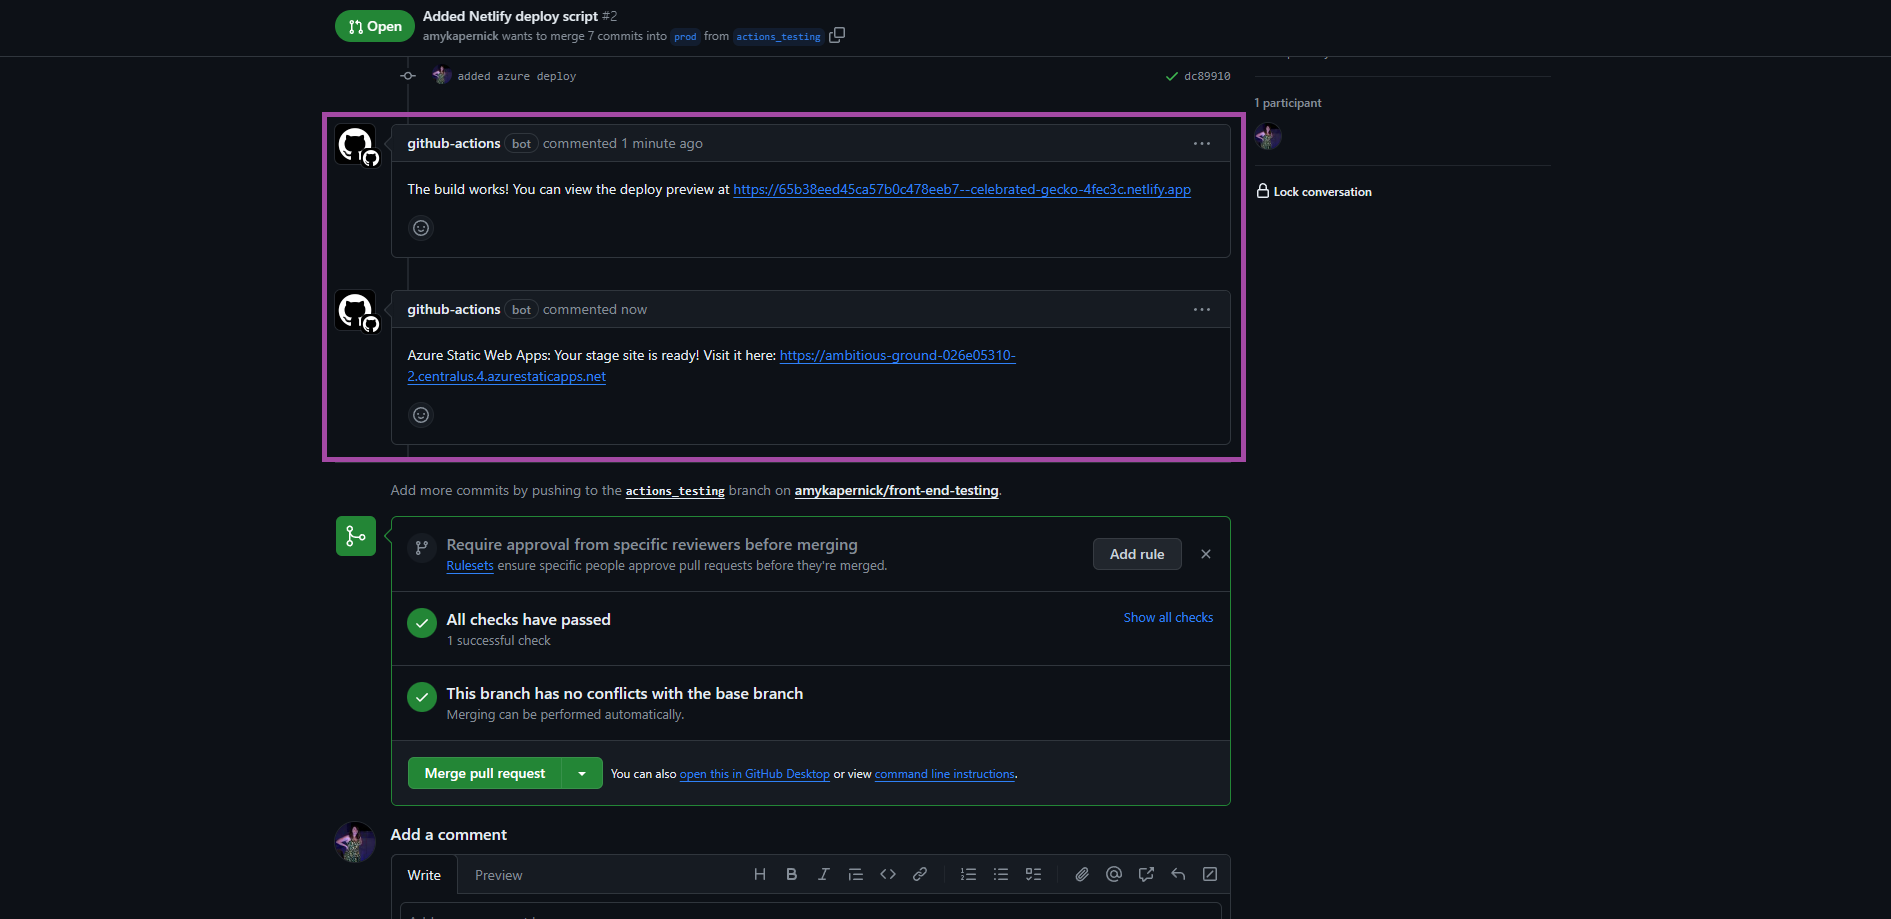 Open
Added Netlify deploy script #2
amykapernick wants to merge 7 commits into prod from actions_testing
added azure deploy
dc89910
1 participant
github-actions bot commented 1 minute ago
The build works! You can view the deploy preview at https://65b38eed45ca57b0c478eeb7--celebrated-gecko-4fec3c.netlify.app
Lock conversation
github-actions bot commented now
Azure Static Web Apps: Your stage site is ready! Visit it here: https://ambitious-ground-026e05310-
2.centralus.4.azurestaticapps.net
Add more commits by pushing to the actions_testing branch on amykapernick/front-end-testing.
Require approval from specific reviewers before merging
Rulesets ensure specific people approve pull requests before they're merged.
Add rule
All checks have passed
1 successful check
Show all checks
This branch has no conflicts with the base branch
Merging can be performed automatically.
Merge pull request
You can also open this in GitHub Desktop or view command line instructions.
Add a comment
Write
Preview